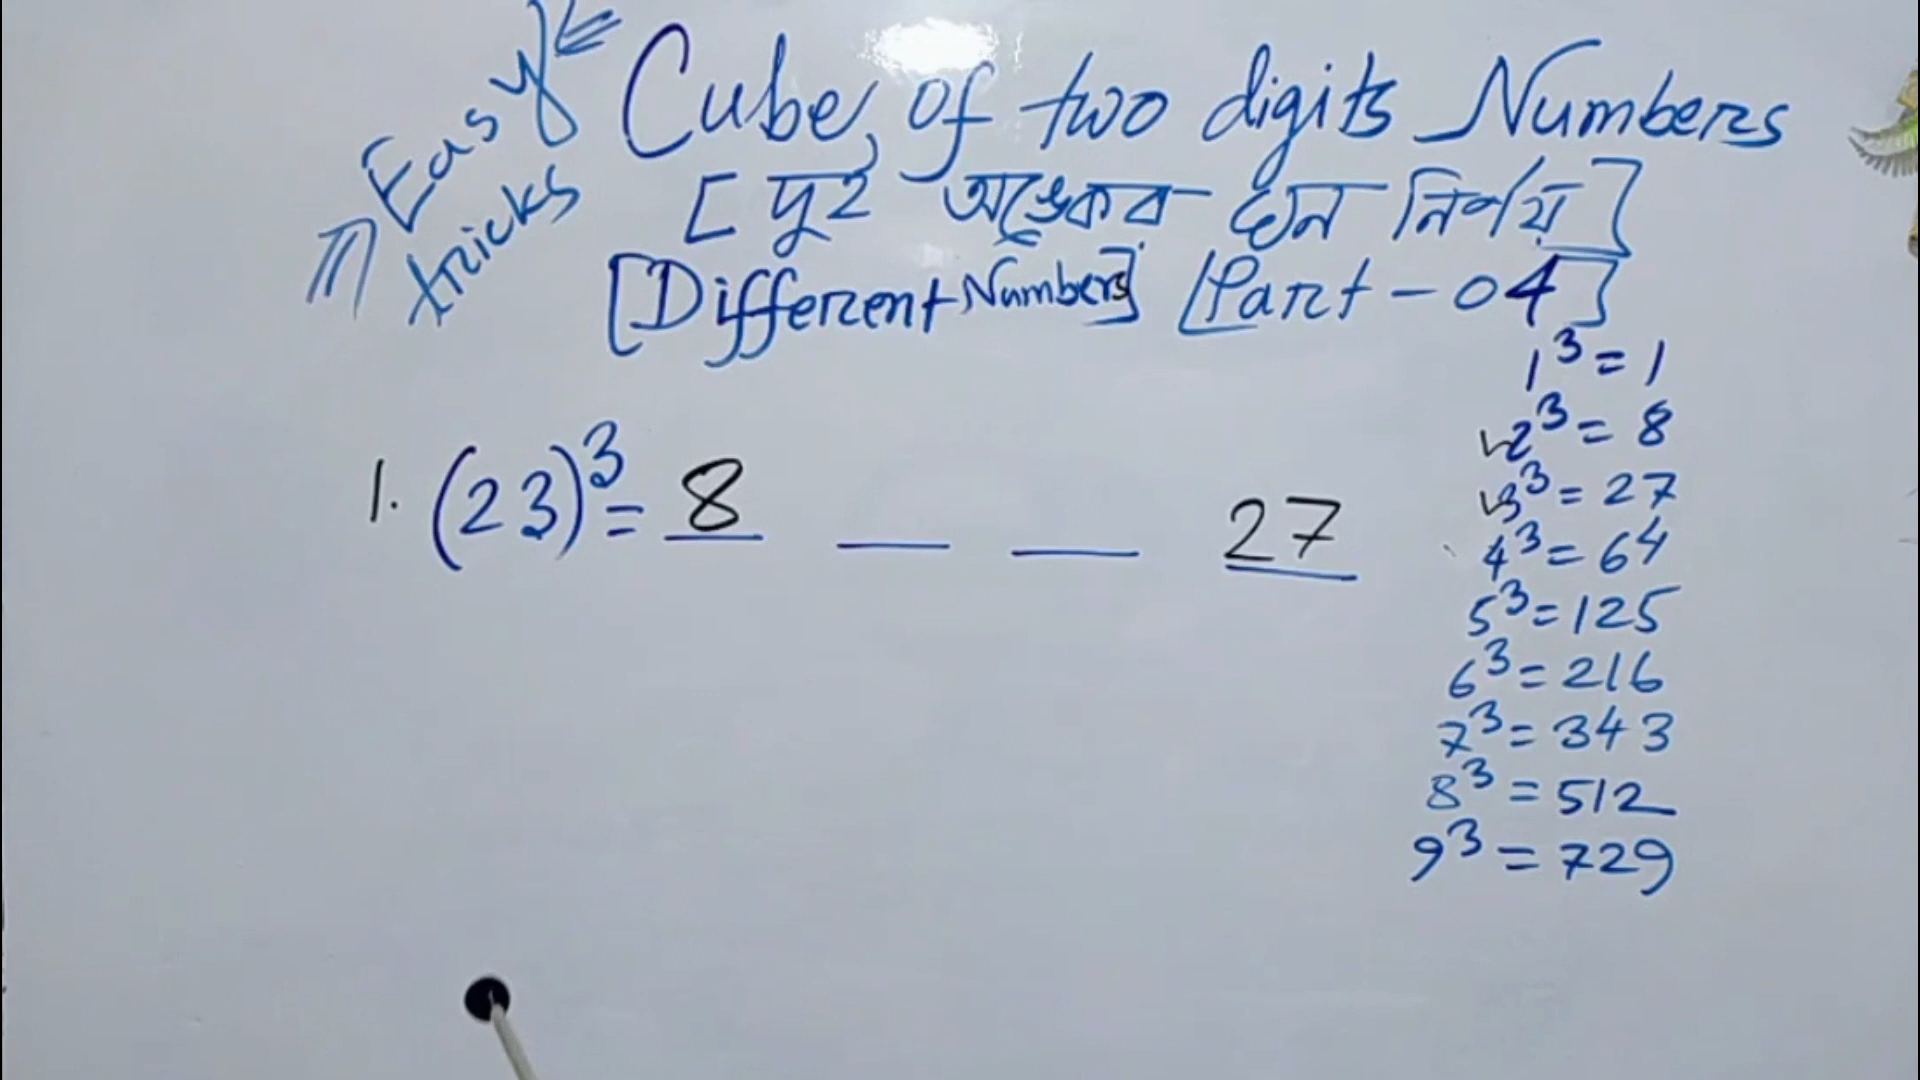 Easy tricks
Cube of two digits Numbers
[দুই অঙ্কের ঘন নির্ণয়]
[Different Numbers] [Part-04]
1³ = 1
2³ = 8
3³ = 27
4³ = 64
5³ = 125
6³ = 216
7³ = 343
8³ = 512
9³ = 729
1. (23)³ = 8 __ __ 27